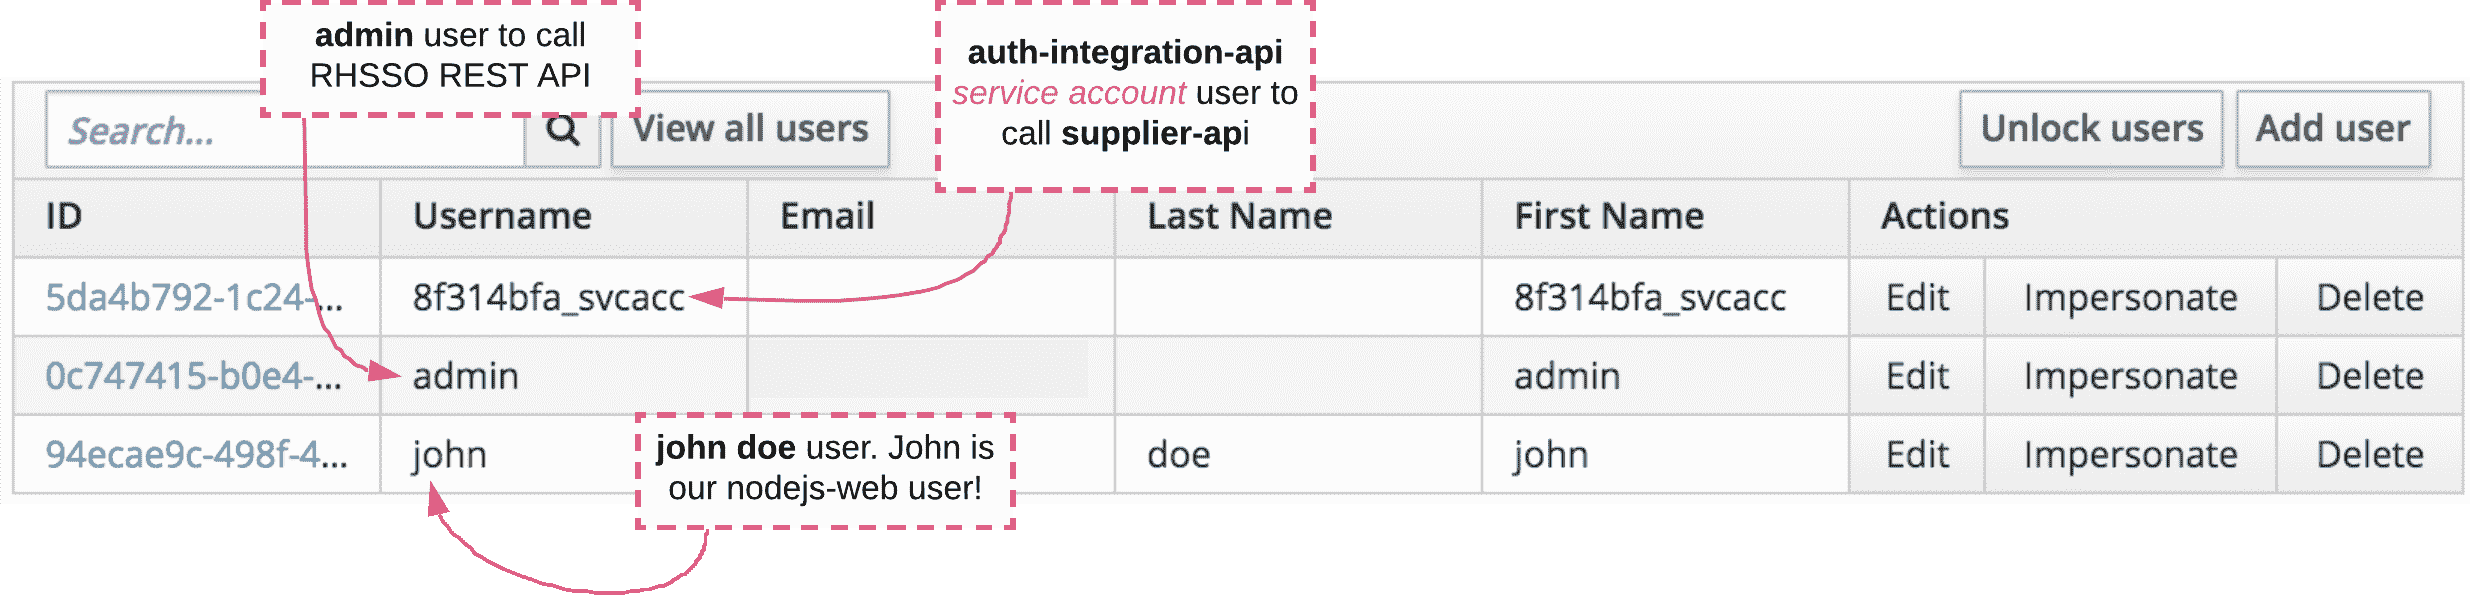 admin user to call
RHSSO REST API
auth-integration-api
service account user to
call supplier-api
Search...
View all users
Unlock users
Add user
ID Username Email Last Name First Name Actions
5da4b792-1c24-... 8f314bfa_svcacc 8f314bfa_svcacc Edit Impersonate Delete
0c747415-b0e4-... admin admin Edit Impersonate Delete
94ecae9c-498f-4... john doe john Edit Impersonate Delete
john doe user. John is
our nodejs-web user!